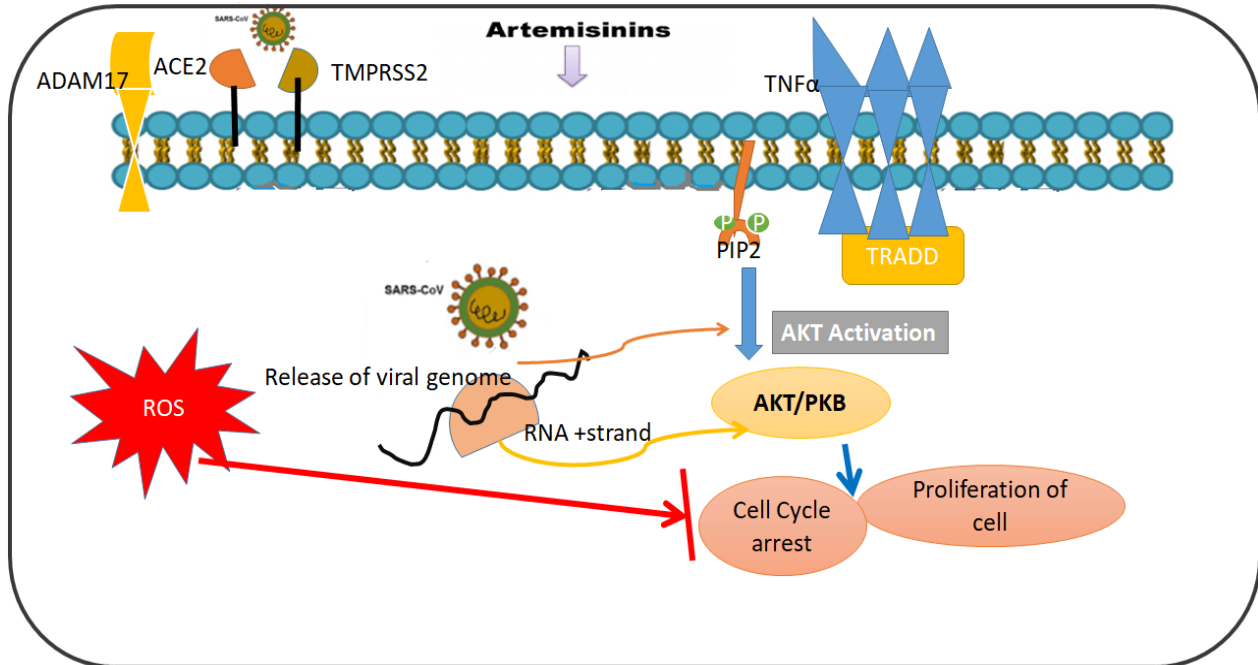 SARS-CoV
Artemisinins
ADAM17
ACE2
TMPRSS2
TNFα
P
P
PIP2
TRADD
SARS-CoV
AKT Activation
Release of viral genome
ROS
AKT/PKB
RNA +strand
Cell Cycle
arrest
Proliferation of
cell